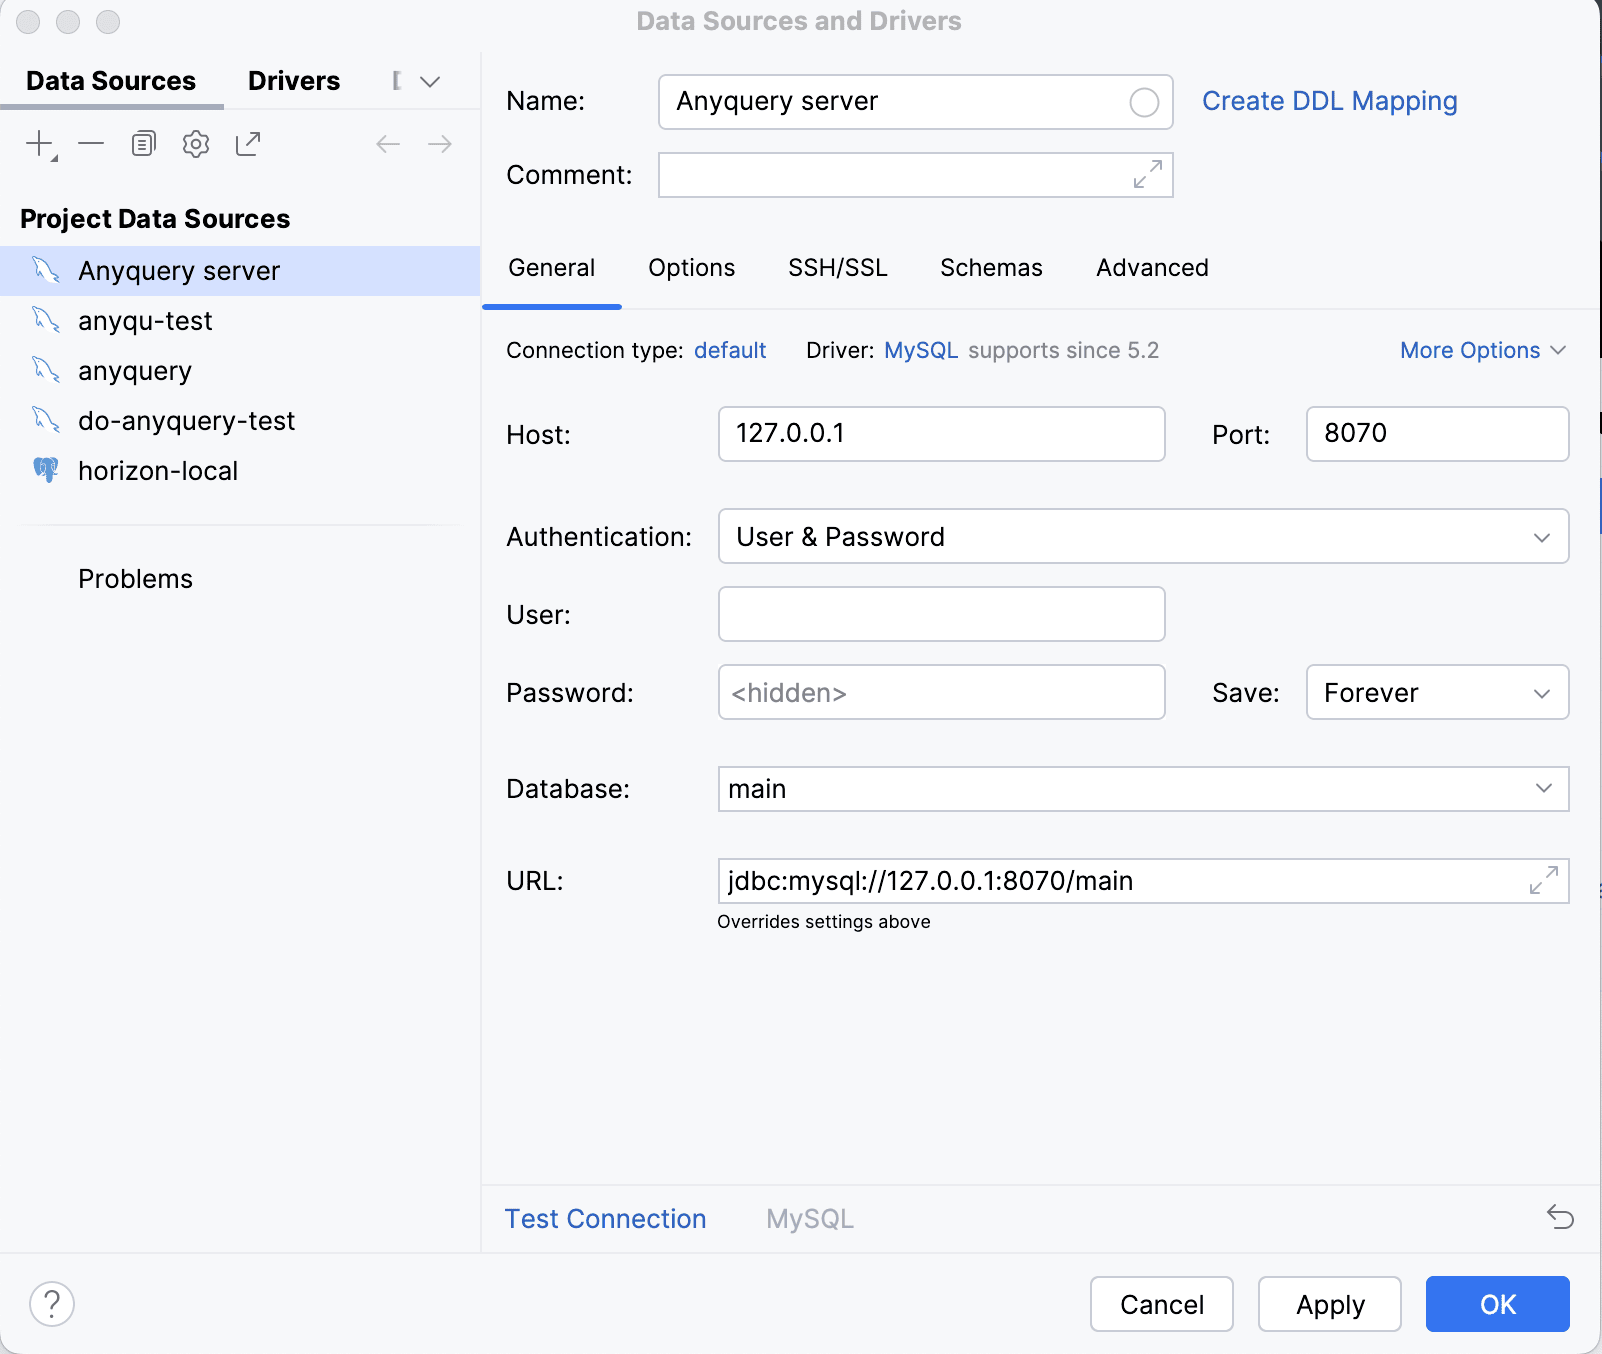 Data Sources and Drivers
Data Sources Drivers
Project Data Sources
Anyquery server
anyqu-test
anyquery
do-anyquery-test
horizon-local
Problems
Name: Anyquery server Create DDL Mapping
Comment:
General Options SSH/SSL Schemas Advanced
Connection type: default Driver: MySQL supports since 5.2 More Options
Host: 127.0.0.1 Port: 8070
Authentication: User & Password
User:
Password: <hidden> Save: Forever
Database: main
URL: jdbc:mysql://127.0.0.1:8070/main
Overrides settings above
Test Connection MySQL
? Cancel Apply OK